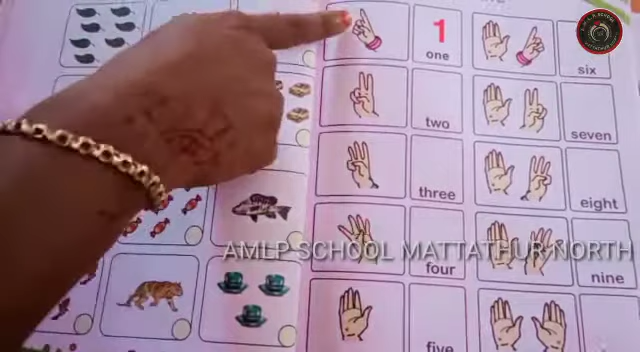 1
one
six
two
seven
three
eight
AMLP SCHOOL MATTATHUR NORTH
four
nine
five